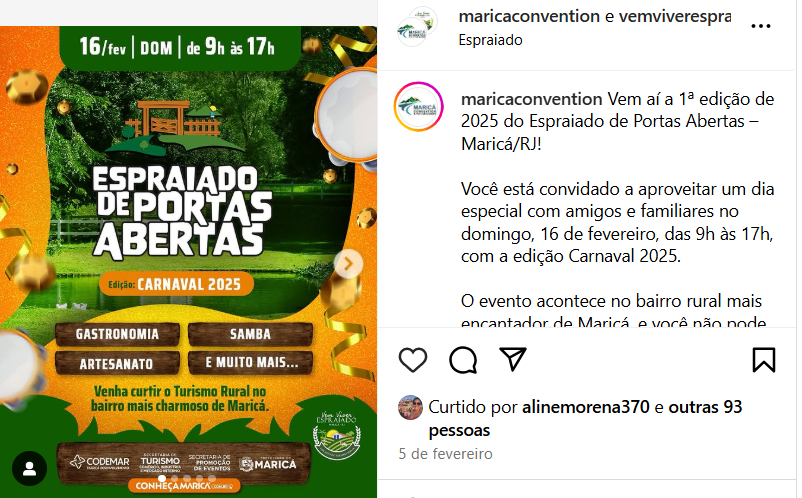 16/fev | DOM | de 9h às 17h
ESPRAIADO
DE PORTAS
ABERTAS
Edição: CARNAVAL 2025
GASTRONOMIA
SAMBA
ARTESANATO
E MUITO MAIS...
Venha curtir o Turismo Rural no
bairro mais charmoso de Maricá.
Vem Viver
ESPRAIADO
CODEMAR
SECRETARIA DE
TURISMO
SECRETARIA DE
PROMOÇÃO
DE EVENTOS
MARICÁ
CONHEÇAMARICÁ
maricaconvention e vemviverespra
Espraiado
maricaconvention Vem aí a 1ª edição de
2025 do Espraiado de Portas Abertas –
Maricá/RJ!
Você está convidado a aproveitar um dia
especial com amigos e familiares no
domingo, 16 de fevereiro, das 9h às 17h,
com a edição Carnaval 2025.
O evento acontece no bairro rural mais
encantador de Maricá, e você não pode
Curtido por alinemorena370 e outras 93
pessoas
5 de fevereiro